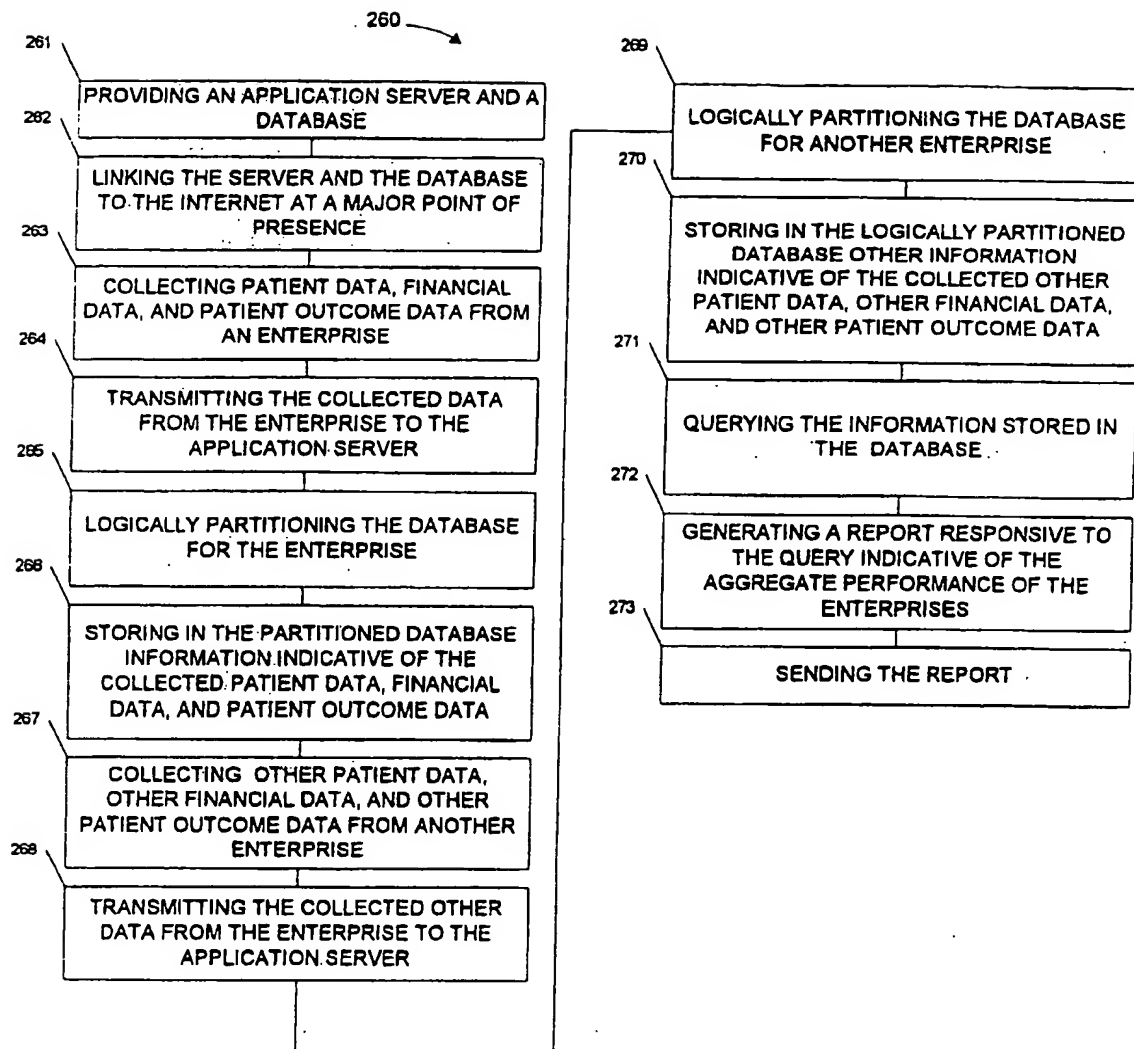 260
261
PROVIDING AN APPLICATION SERVER AND A
DATABASE
262
LINKING THE SERVER AND THE DATABASE
TO THE INTERNET AT A MAJOR POINT OF
PRESENCE
263
COLLECTING PATIENT DATA, FINANCIAL
DATA, AND PATIENT OUTCOME DATA FROM
AN ENTERPRISE
264
TRANSMITTING THE COLLECTED DATA
FROM THE ENTERPRISE TO THE
APPLICATION SERVER
265
LOGICALLY PARTITIONING THE DATABASE
FOR THE ENTERPRISE
266
STORING IN THE PARTITIONED DATABASE
INFORMATION INDICATIVE OF THE
COLLECTED PATIENT DATA, FINANCIAL
DATA, AND PATIENT OUTCOME DATA
267
COLLECTING OTHER PATIENT DATA,
OTHER FINANCIAL DATA, AND OTHER
PATIENT OUTCOME DATA FROM ANOTHER
ENTERPRISE
268
TRANSMITTING THE COLLECTED OTHER
DATA FROM THE ENTERPRISE TO THE
APPLICATION SERVER
269
LOGICALLY PARTITIONING THE DATABASE
FOR ANOTHER ENTERPRISE
270
STORING IN THE LOGICALLY PARTITIONED
DATABASE OTHER INFORMATION
INDICATIVE OF THE COLLECTED OTHER
PATIENT DATA, OTHER FINANCIAL DATA,
AND OTHER PATIENT OUTCOME DATA
271
QUERYING THE INFORMATION STORED IN
THE DATABASE
272
GENERATING A REPORT RESPONSIVE TO
THE QUERY INDICATIVE OF THE
AGGREGATE PERFORMANCE OF THE
ENTERPRISES
273
SENDING THE REPORT